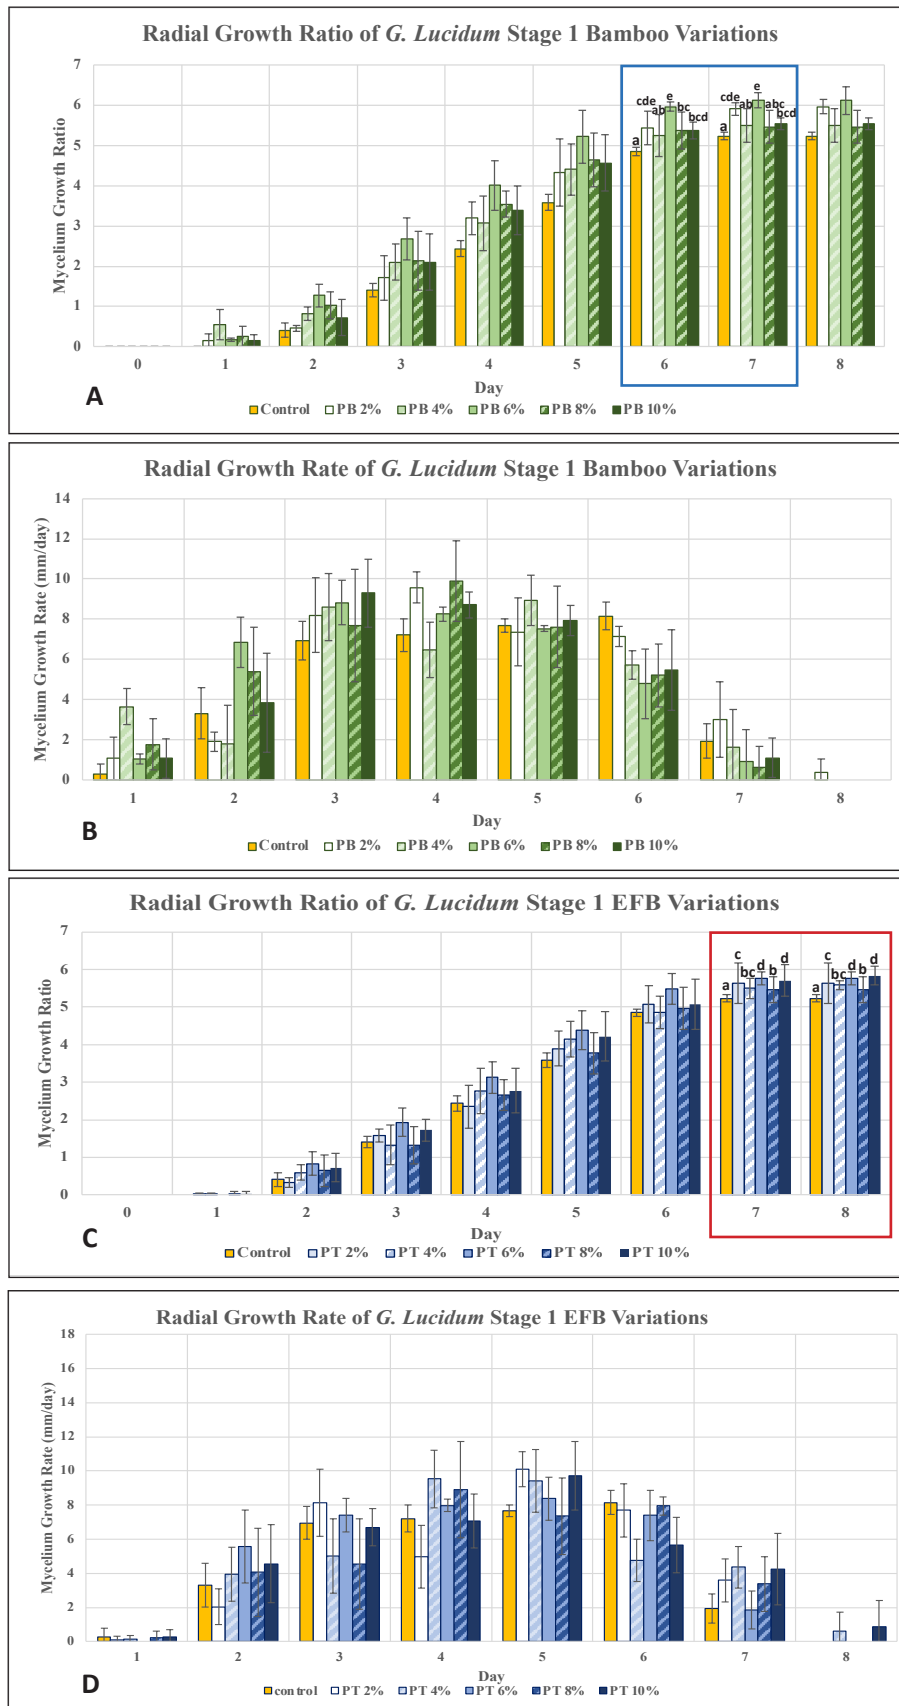 Radial Growth Ratio of G. Lucidum Stage 1 Bamboo Variations
Mycelium Growth Ratio
7
6
5
4
3
2
1
0
cde
ab
e
bc
bcd
a
cde
ab
e
abc
bcd
a
0 1 2 3 4 5 6 7 8
Day
A
Control PB 2% PB 4% PB 6% PB 8% PB 10%
Radial Growth Rate of G. Lucidum Stage 1 Bamboo Variations
Mycelium Growth Rate (mm/day)
14
12
10
8
6
4
2
0
1 2 3 4 5 6 7 8
Day
B
Control PB 2% PB 4% PB 6% PB 8% PB 10%
Radial Growth Ratio of G. Lucidum Stage 1 EFB Variations
Mycelium Growth Ratio
7
6
5
4
3
2
1
0
a c bc d b d
a c bc d b d
0 1 2 3 4 5 6 7 8
Day
C
Control PT 2% PT 4% PT 6% PT 8% PT 10%
Radial Growth Rate of G. Lucidum Stage 1 EFB Variations
Mycelium Growth Rate (mm/day)
18
16
14
12
10
8
6
4
2
0
1 2 3 4 5 6 7 8
Day
D
control PT 2% PT 4% PT 6% PT 8% PT 10%